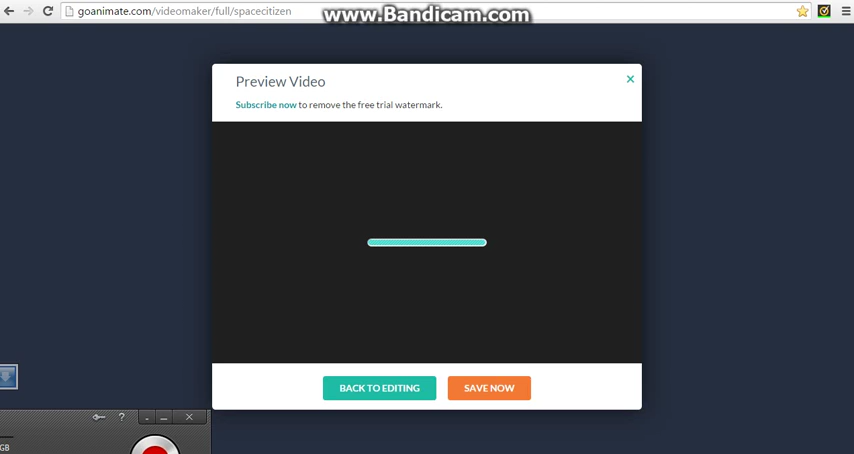 goanimate.com/videomaker/full/spacecitizen
www.Bandicam.com
Preview Video
Subscribe now to remove the free trial watermark.
BACK TO EDITING
SAVE NOW
?
GB